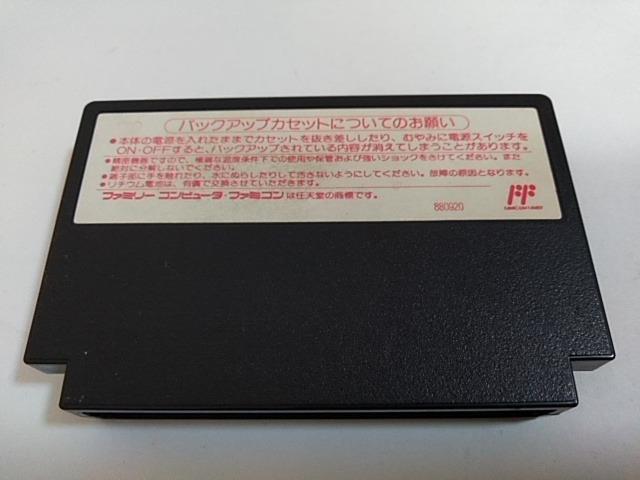 バックアップカセットについてのお願い
●本体の電源を入れたままでカセットを抜き差ししたり、むやみに電源スイッチを
ON・OFFすると、バックアップされている内容が消えてしまうことがあります。
●精密機器ですので、極端な温度条件下での使用や保管および強いショックをさけてください。また
絶対に分解しないでください。
●端子部に手を触れたり、水にぬらしたりして汚さないようにしてください。故障の原因となります。
●リチウム電池は、有償で交換させていただきます。
ファミリーコンピュータ・ファミコンは任天堂の商標です。
880920